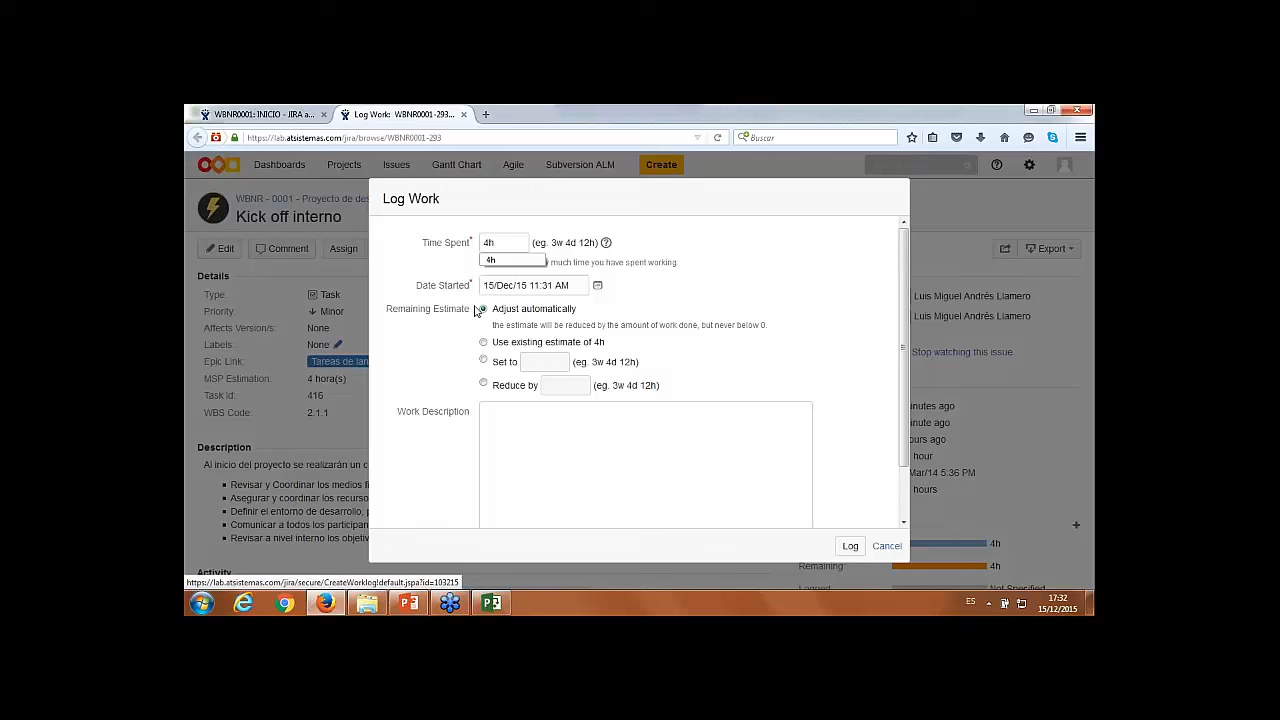 WBNR0001: INICIO - JIRA a...
Log Work: WBNR0001-293...
https://lab.atsistemas.com/jira/browse/WBNR0001-293
Buscar
Dashboards Projects Issues Gantt Chart Agile Subversion ALM Create
WBNR - 0001 - Proyecto de des
Kick off interno
Edit Comment Assign Export
Log Work
Time Spent* 4h (eg. 3w 4d 12h)
4h
much time you have spent working.
Date Started* 15/Dec/15 11:31 AM
Remaining Estimate Adjust automatically
the estimate will be reduced by the amount of work done, but never below 0.
Use existing estimate of 4h
Set to (eg. 3w 4d 12h)
Reduce by (eg. 3w 4d 12h)
Work Description
Log Cancel
Details
Type: Task
Priority: Minor
Affects Version/s: None
Labels: None
Epic Link: Tareas de lan
MSP Estimation: 4 hora(s)
Task Id: 416
WBS Code: 2.1.1
Description
Al inicio del proyecto se realizarán un c
Revisar y Coordinar los medios f
Asegurar y coordinar los recurso
Definir el entorno de desarrollo, p
Comunicar a todos los participan
Revisar a nivel interno los objetiv
Activity
Luis Miguel Andrés Llamero
Luis Miguel Andrés Llamero
Stop watching this issue
inutes ago
inute ago
ours ago
hour
Mar/14 5:36 PM
hours
4h
Remaining: 4h
Logged: Not Specified
https://lab.atsistemas.com/jira/secure/CreateWorklog!default.jspa?id=103215
ES
17:32
15/12/2015